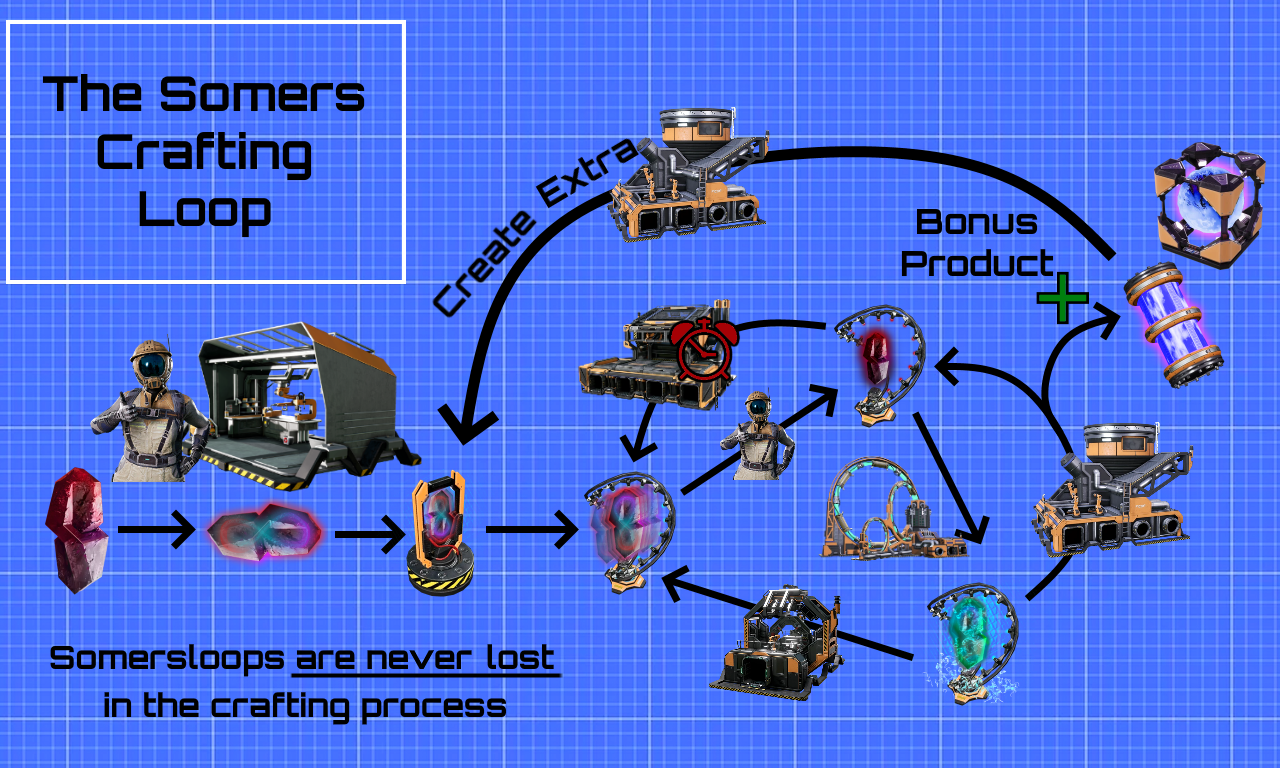 The Somers
Crafting
Loop
Create Extra
Bonus
Product
Somersloops are never lost
in the crafting process